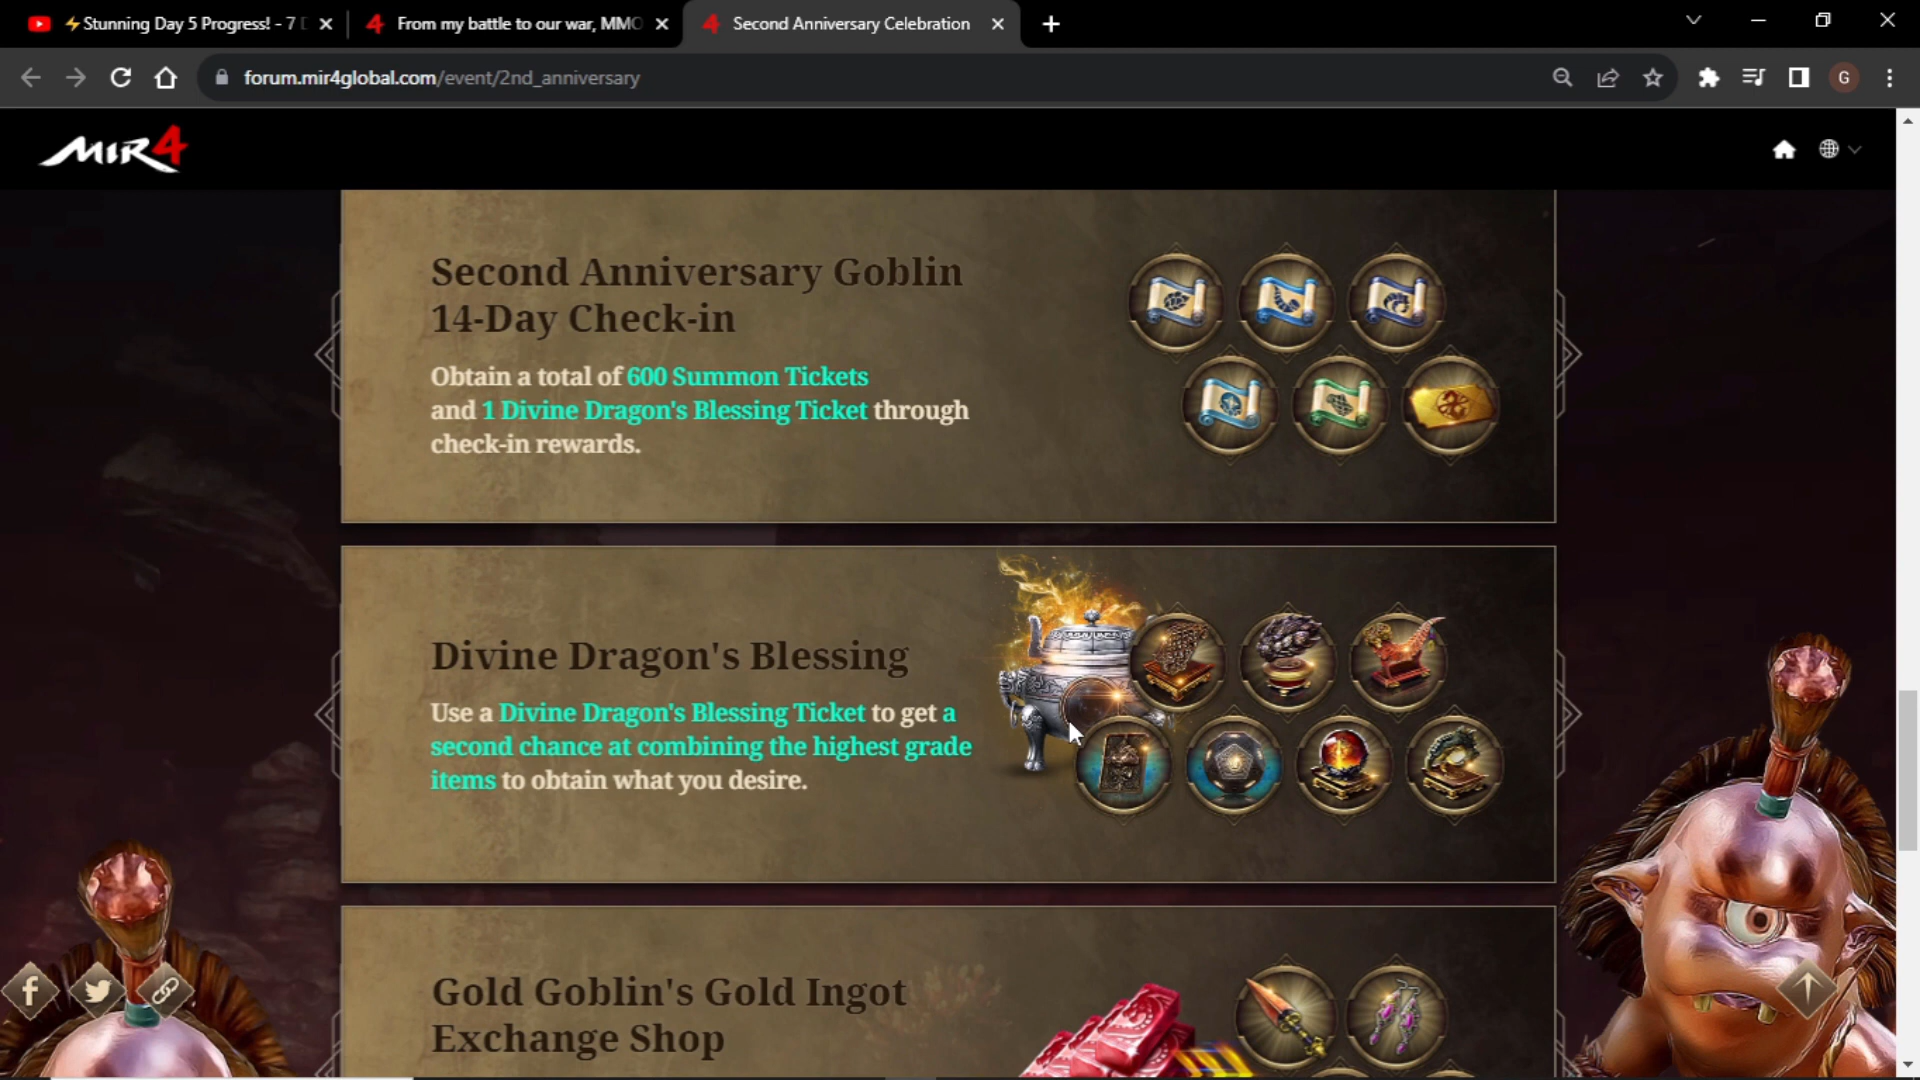 ⚡Stunning Day 5 Progress! - 7
From my battle to our war, MMO
Second Anniversary Celebration
forum.mir4global.com/event/2nd_anniversary
G
MIR4
Second Anniversary Goblin
14-Day Check-in
Obtain a total of 600 Summon Tickets
and 1 Divine Dragon's Blessing Ticket through
check-in rewards.
Divine Dragon's Blessing
Use a Divine Dragon's Blessing Ticket to get a
second chance at combining the highest grade
items to obtain what you desire.
Gold Goblin's Gold Ingot
Exchange Shop